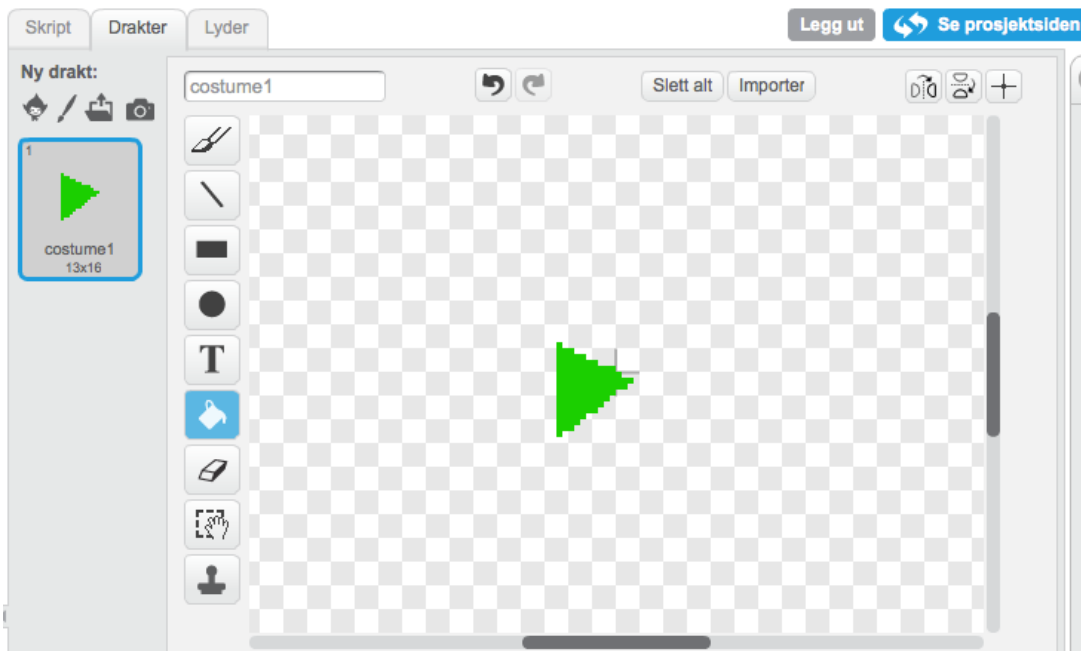 Skript Drakter Lyder Legg ut Se prosjektsiden
Ny drakt:
costume1 Slett alt Importer
1
T
costume1
13x16